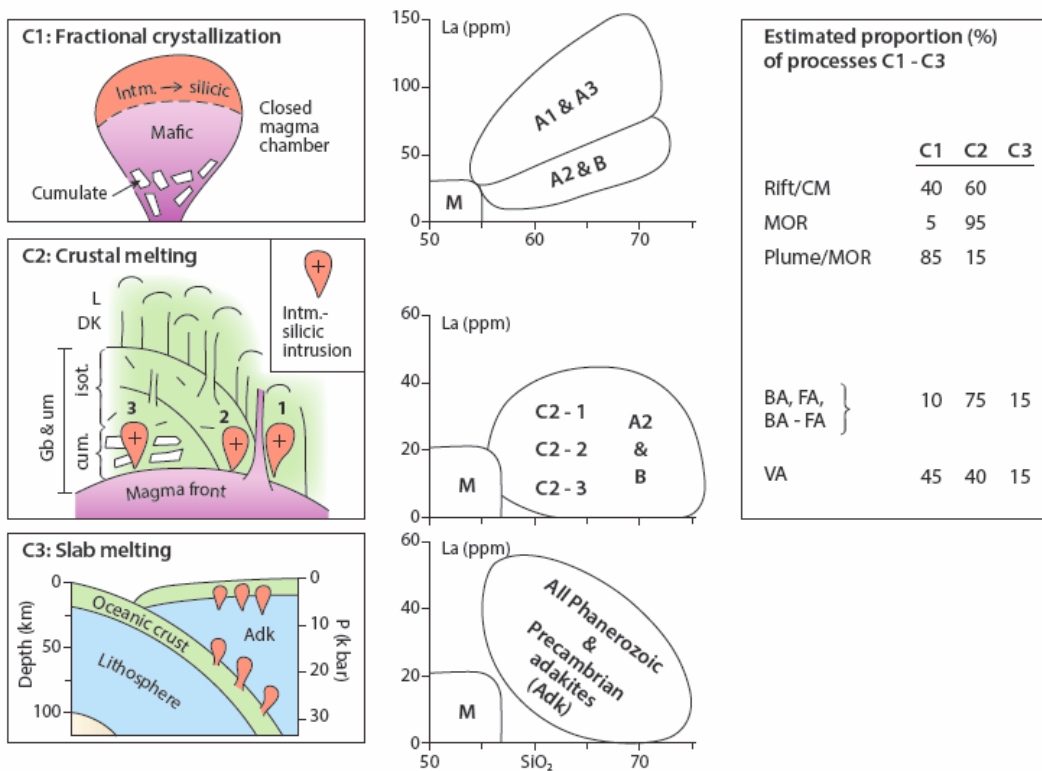 C1: Fractional crystallization
Intm. → silicic
Mafic
Closed
magma
chamber
Cumulate
La (ppm)
150
100
50
0
A1 & A3
A2 & B
M
50
60
70
Estimated proportion (%)
of processes C1 - C3
C1 C2 C3
Rift/CM 40 60
MOR 5 95
Plume/MOR 85 15
BA, FA,
BA - FA } 10 75 15
VA 45 40 15
C2: Crustal melting
L
DK
Gb & um
isot.
cum.
3
2
1
Magma front
Intm.-
silicic
intrusion
La (ppm)
60
40
20
0
C2 - 1
C2 - 2
C2 - 3
A2
&
B
M
50
60
70
C3: Slab melting
Depth (km)
0
50
100
Oceanic crust
Lithosphere
Adk
0
10
20
30
P (k bar)
La (ppm)
60
40
20
0
All Phanerozoic
&
Precambrian
adakites
(Adk)
M
50
60
70
SiO₂